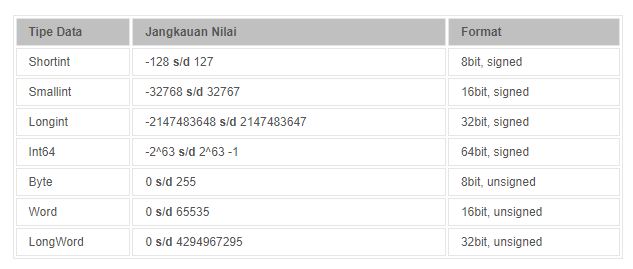 Tipe Data Jangkauan Nilai Format
Shortint -128 s/d 127 8bit, signed
Smallint -32768 s/d 32767 16bit, signed
Longint -2147483648 s/d 2147483647 32bit, signed
Int64 -2^63 s/d 2^63 -1 64bit, signed
Byte 0 s/d 255 8bit, unsigned
Word 0 s/d 65535 16bit, unsigned
LongWord 0 s/d 4294967295 32bit, unsigned